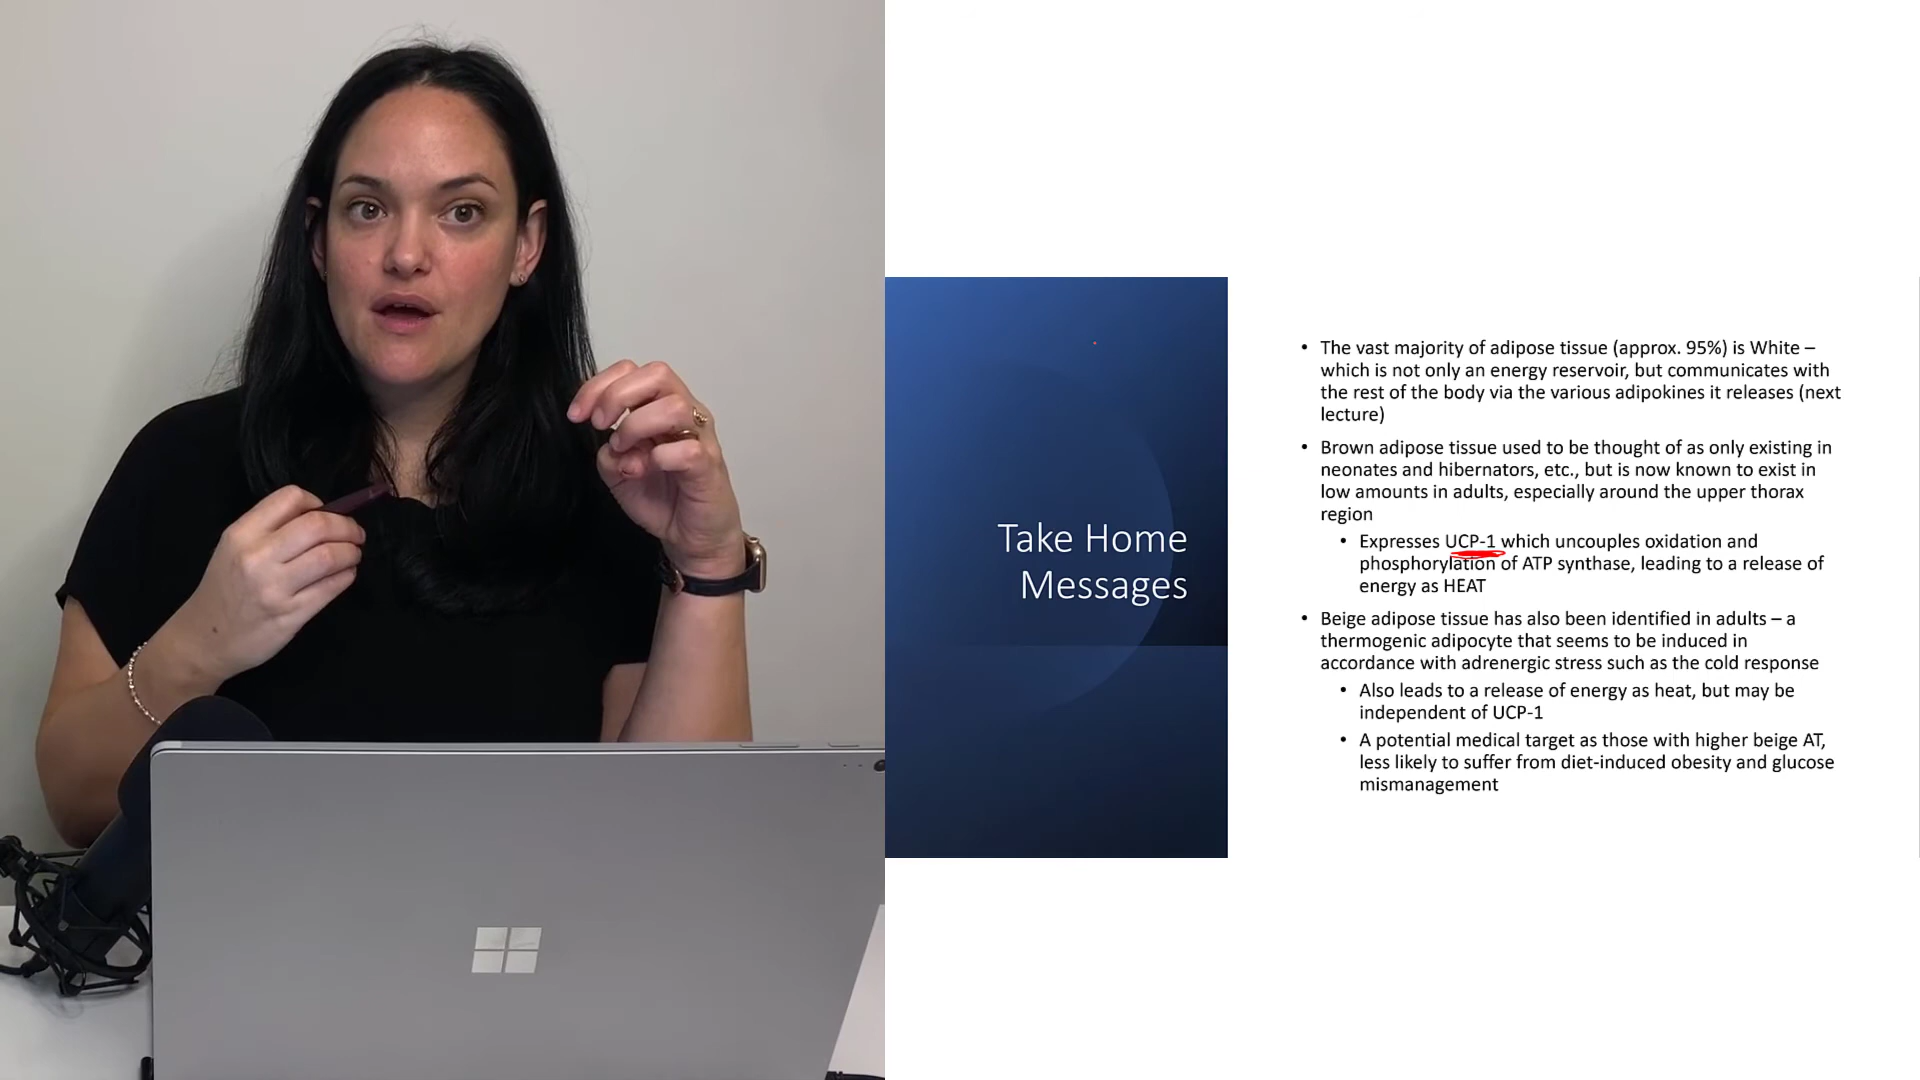 Take Home
Messages
• The vast majority of adipose tissue (approx. 95%) is White –
which is not only an energy reservoir, but communicates with
the rest of the body via the various adipokines it releases (next
lecture)
• Brown adipose tissue used to be thought of as only existing in
neonates and hibernators, etc., but is now known to exist in
low amounts in adults, especially around the upper thorax
region
• Expresses UCP-1 which uncouples oxidation and
phosphorylation of ATP synthase, leading to a release of
energy as HEAT
• Beige adipose tissue has also been identified in adults – a
thermogenic adipocyte that seems to be induced in
accordance with adrenergic stress such as the cold response
• Also leads to a release of energy as heat, but may be
independent of UCP-1
• A potential medical target as those with higher beige AT,
less likely to suffer from diet-induced obesity and glucose
mismanagement